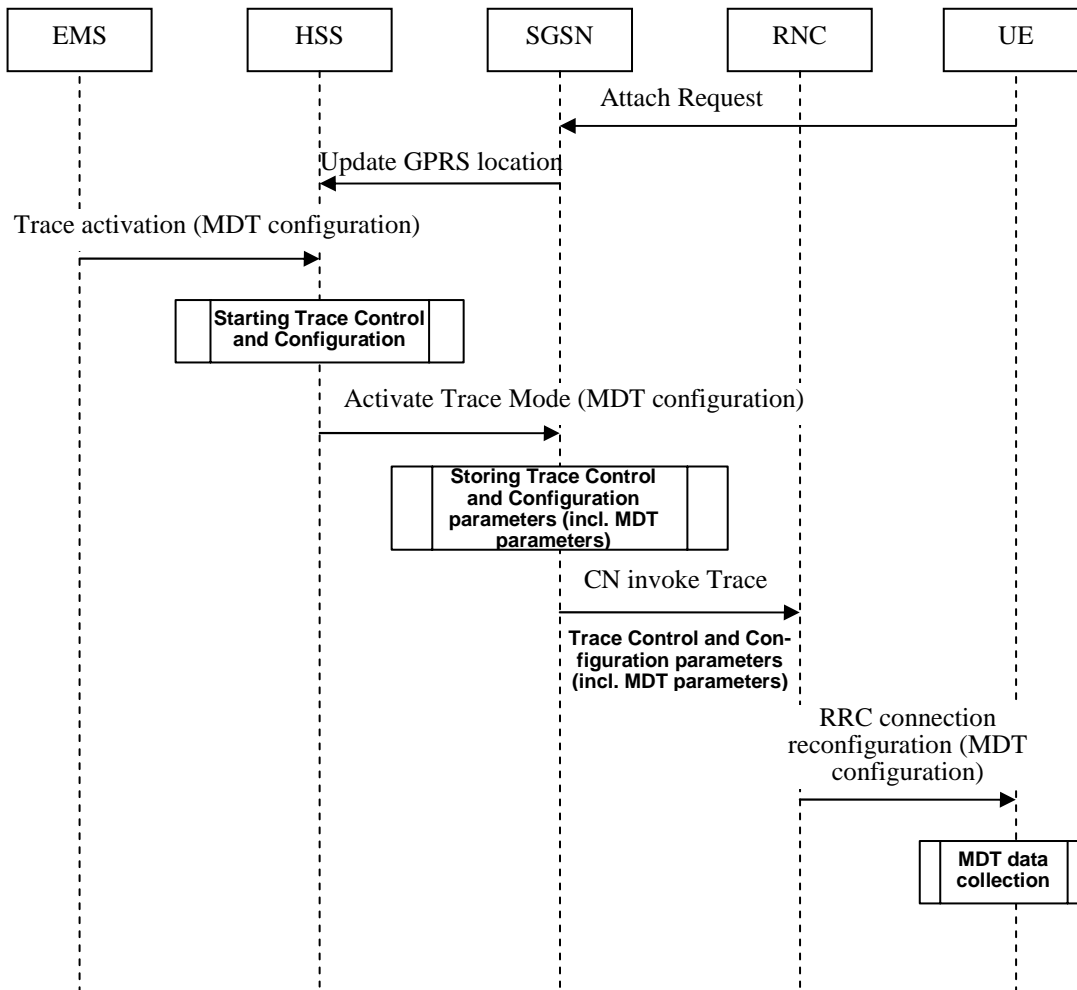 EMS
HSS
SGSN
RNC
UE
Attach Request
Update GPRS location
Trace activation (MDT configuration)
Starting Trace Control
and Configuration
Activate Trace Mode (MDT configuration)
Storing Trace Control
and Configuration
parameters (incl. MDT
parameters)
CN invoke Trace
Trace Control and Con-
figuration parameters
(incl. MDT parameters)
RRC connection
reconfiguration (MDT
configuration)
MDT data
collection